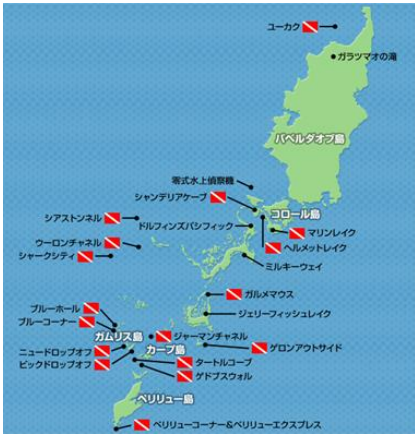 ユーカク
ガラツマオの滝
バベルダオブ島
零式水上偵察機
シャンデリアケーブ
コロール島
シアストンネル
ドルフィンズパシフィック
マリンレイク
ウーロンチャネル
ヘルメットレイク
シャークシティ
ミルキーウェイ
ガルメマウス
ブルーホール
ジェリーフィッシュレイク
ブルーコーナー
ガムリス島
ジャーマンチャネル
ニュードロップオフ
カープ島
ゲロンアウトサイド
ビックドロップオフ
タートルコーブ
ゲドブスウォル
ペリリュー島
ペリリューコーナー&ペリリューエクスプレス